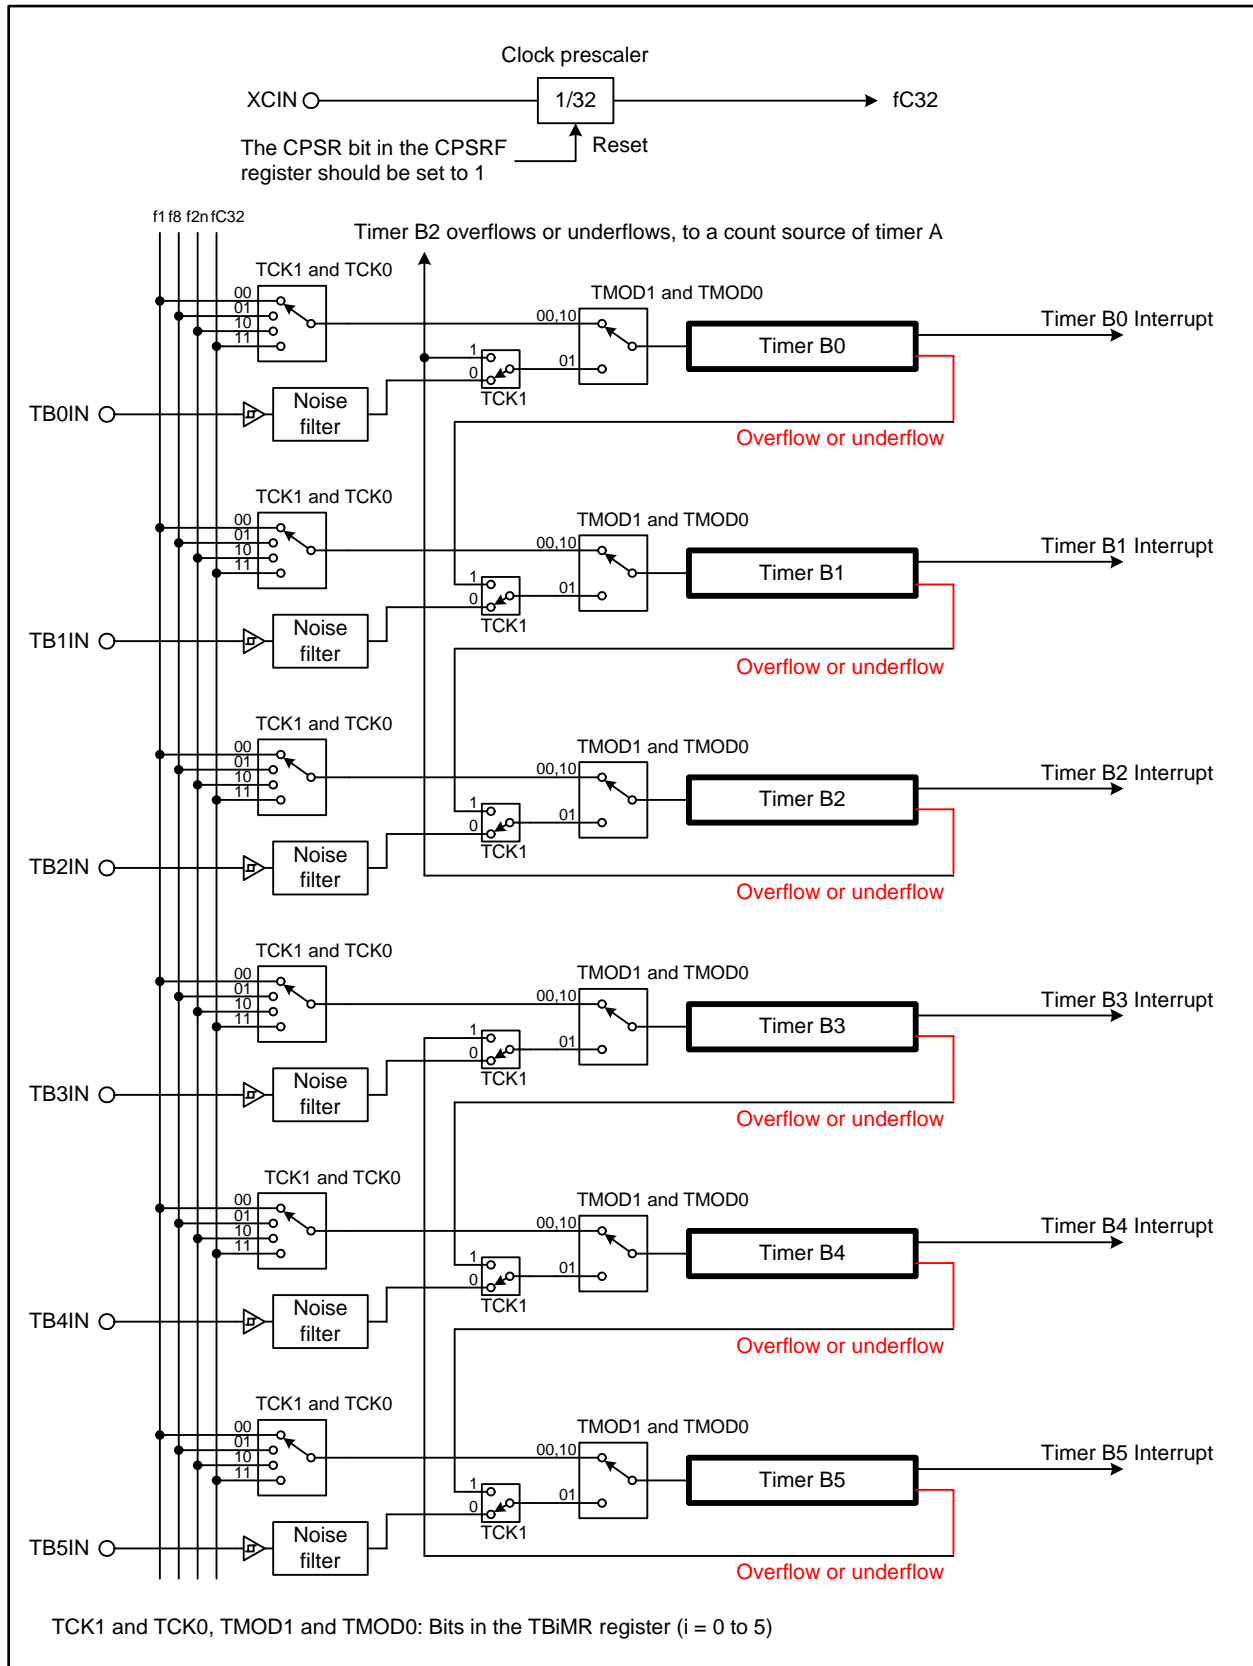 Clock prescaler
XCIN
1/32
fC32
The CPSR bit in the CPSRF
register should be set to 1
Reset
f1 f8 f2n fC32
Timer B2 overflows or underflows, to a count source of timer A
TCK1 and TCK0
00
01
10
11
TMOD1 and TMOD0
00,10
01
1
0
TCK1
Timer B0
Timer B0 Interrupt
TB0IN
Noise
filter
Overflow or underflow
TCK1 and TCK0
00
01
10
11
TMOD1 and TMOD0
00,10
01
1
0
TCK1
Timer B1
Timer B1 Interrupt
TB1IN
Noise
filter
Overflow or underflow
TCK1 and TCK0
00
01
10
11
TMOD1 and TMOD0
00,10
01
1
0
TCK1
Timer B2
Timer B2 Interrupt
TB2IN
Noise
filter
Overflow or underflow
TCK1 and TCK0
00
01
10
11
TMOD1 and TMOD0
00,10
01
1
0
TCK1
Timer B3
Timer B3 Interrupt
TB3IN
Noise
filter
Overflow or underflow
TCK1 and TCK0
00
01
10
11
TMOD1 and TMOD0
00,10
01
1
0
TCK1
Timer B4
Timer B4 Interrupt
TB4IN
Noise
filter
Overflow or underflow
TCK1 and TCK0
00
01
10
11
TMOD1 and TMOD0
00,10
01
1
0
TCK1
Timer B5
Timer B5 Interrupt
TB5IN
Noise
filter
Overflow or underflow
TCK1 and TCK0, TMOD1 and TMOD0: Bits in the TBiMR register (i = 0 to 5)